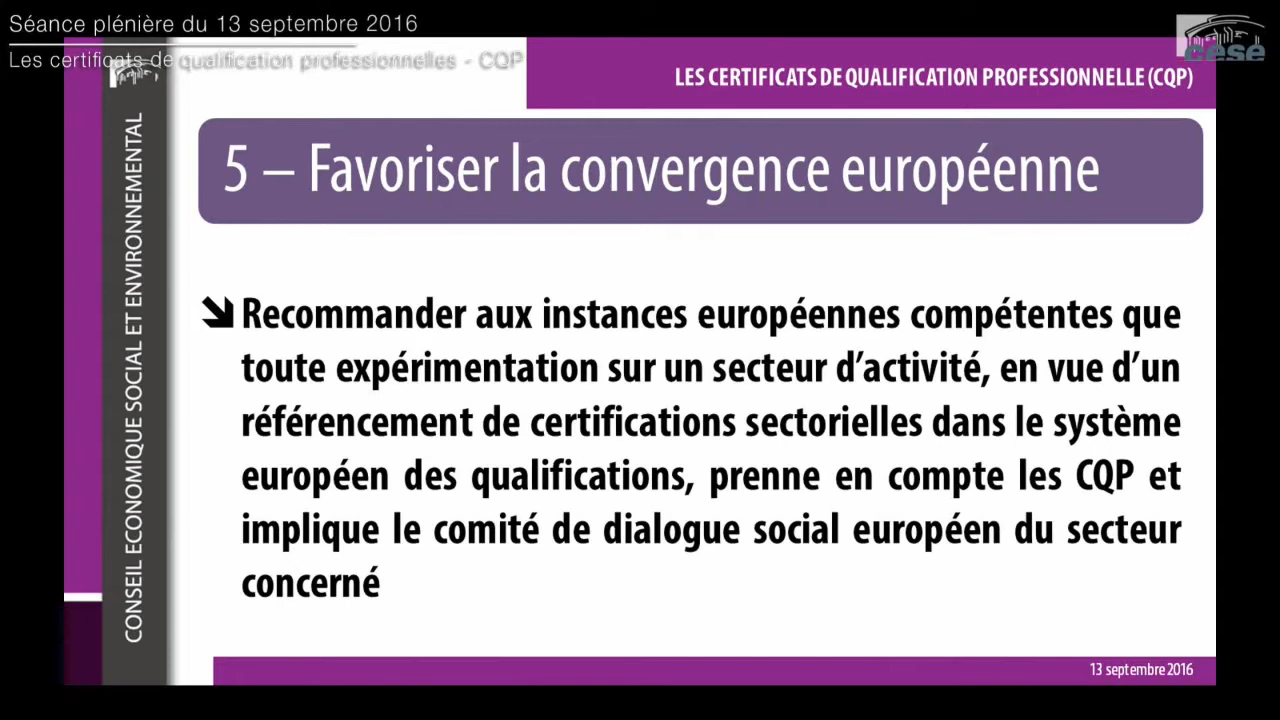 Séance plénière du 13 septembre 2016
Les certificats de qualification professionnelles - CQP
cese
LES CERTIFICATS DE QUALIFICATION PROFESSIONNELLE (CQP)
CONSEIL ECONOMIQUE SOCIAL ET ENVIRONNEMENTAL
5 – Favoriser la convergence européenne
Recommander aux instances européennes compétentes que
toute expérimentation sur un secteur d’activité, en vue d’un
référencement de certifications sectorielles dans le système
européen des qualifications, prenne en compte les CQP et
implique le comité de dialogue social européen du secteur
concerné
13 septembre 2016